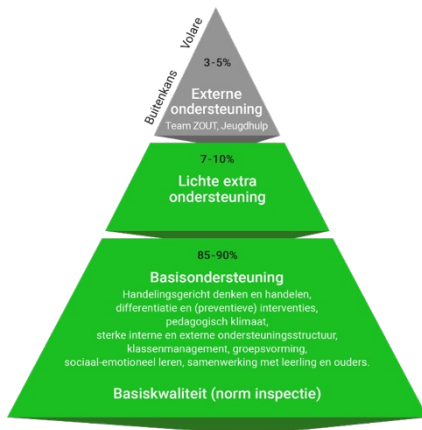 Volare
Buitenkans
3-5%
Externe
ondersteuning
Team ZOUT, Jeugdhulp
7-10%
Lichte extra
ondersteuning
85-90%
Basisondersteuning
Handelingsgericht denken en handelen,
differentiatie en (preventieve) interventies,
pedagogisch klimaat,
sterke interne en externe ondersteuningsstructuur,
klassenmanagement, groepsvorming,
sociaal-emotioneel leren, samenwerking met leerling en ouders.
Basiskwaliteit (norm inspectie)